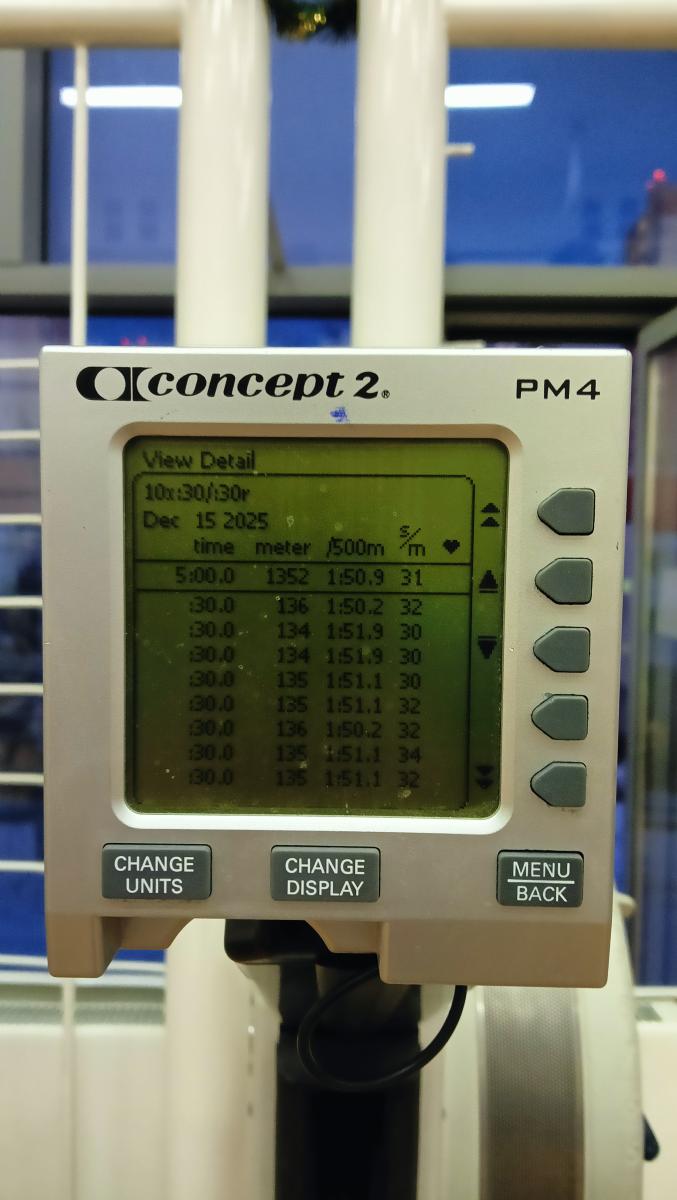 concept 2®
PM4
View Detail
10x:30/:30r
Dec 15 2025
time meter /500m s/m ♥
5:00.0 1352 1:50.9 31
:30.0 136 1:50.2 32
:30.0 134 1:51.9 30
:30.0 134 1:51.9 30
:30.0 135 1:51.1 30
:30.0 135 1:51.1 32
:30.0 136 1:50.2 32
:30.0 135 1:51.1 34
:30.0 135 1:51.1 32
CHANGE
UNITS
CHANGE
DISPLAY
MENU
BACK